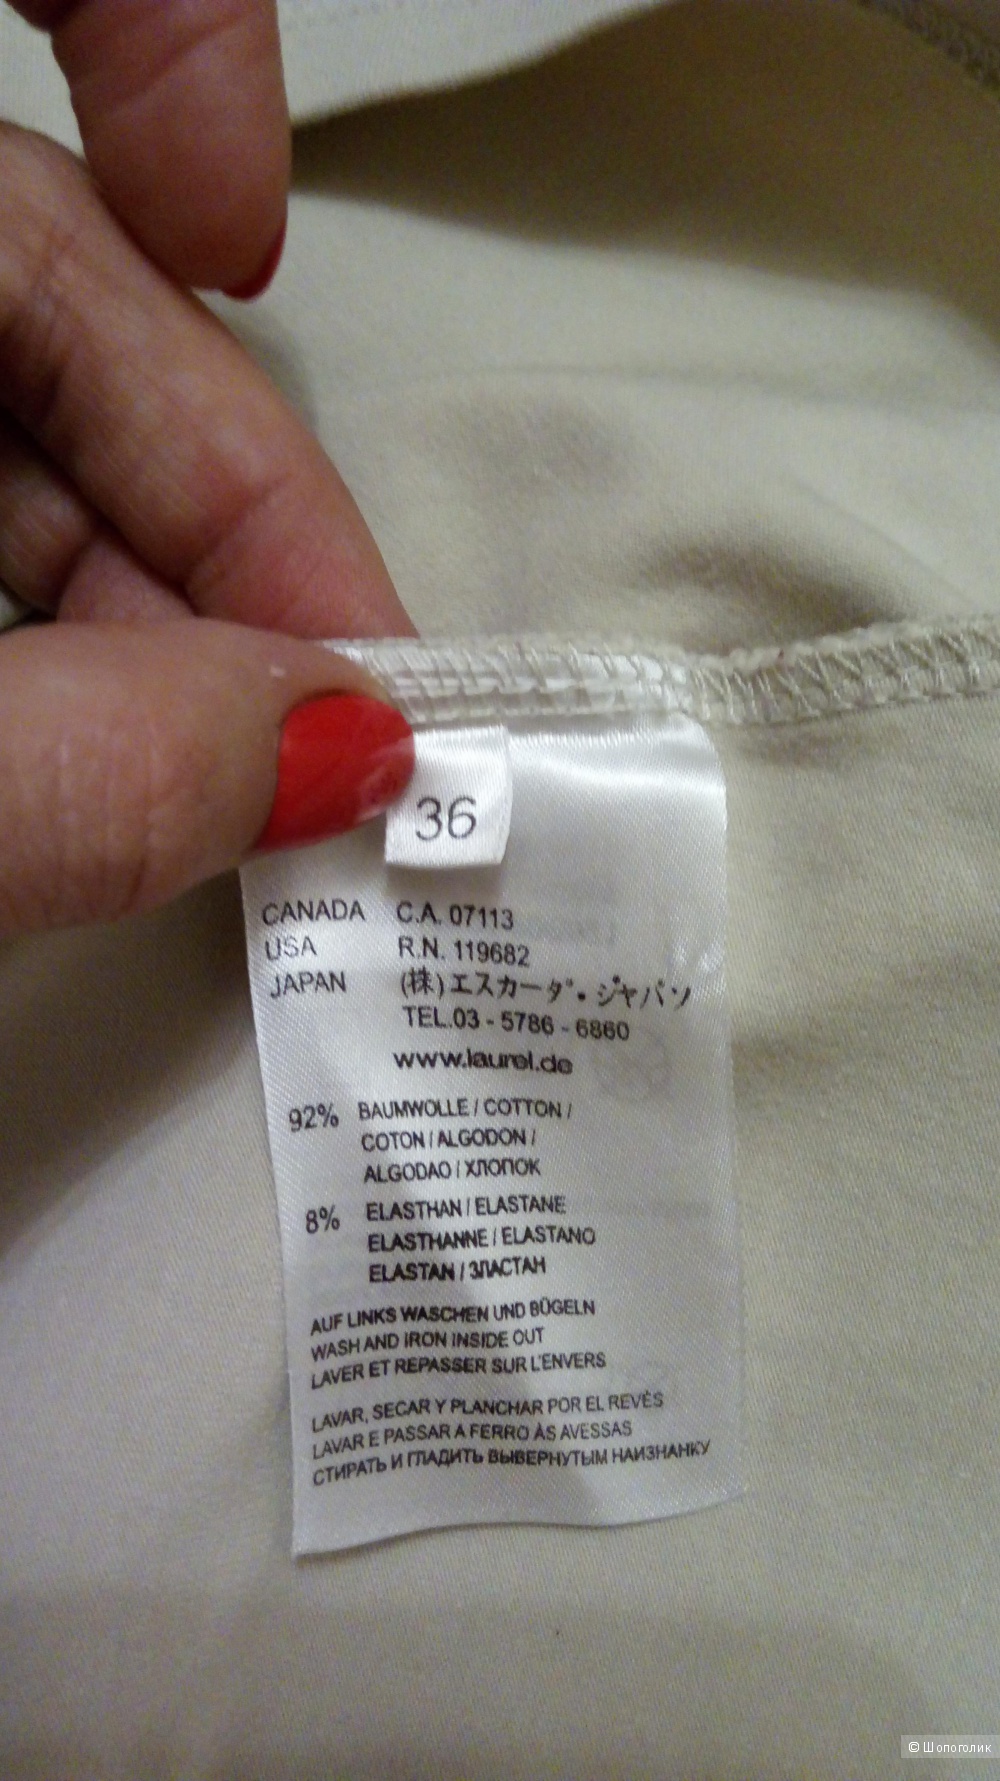 36
CANADA C.A. 07113
USA R.N. 119682
JAPAN (株)エスカーダ・ジャパン
TEL.03-5786-6860
www.laurel.de
92% BAUMWOLLE / COTTON /
COTON / ALGODON /
ALGODAO / ХЛОПОК
8% ELASTHAN / ELASTANE
ELASTHANNE / ELASTANO
ELASTAN / ЗЛАСТАН
AUF LINKS WASCHEN UND BÜGELN
WASH AND IRON INSIDE OUT
LAVER ET REPASSER SUR L'ENVERS
LAVAR, SECAR Y PLANCHAR POR EL REVÉS
LAVAR E PASSAR A FERRO ÀS AVESSAS
СТИРАТЬ И ГЛАДИТЬ ВЫВЕРНУТЫМ НАИЗНАНКУ
© Шопоголик